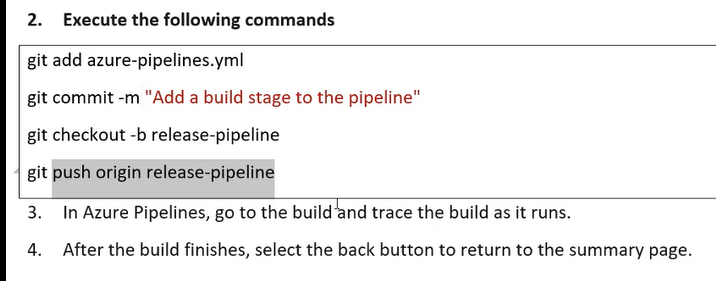 2. Execute the following commands
git add azure-pipelines.yml
git commit -m "Add a build stage to the pipeline"
git checkout -b release-pipeline
git push origin release-pipeline
3. In Azure Pipelines, go to the build and trace the build as it runs.
4. After the build finishes, select the back button to return to the summary page.